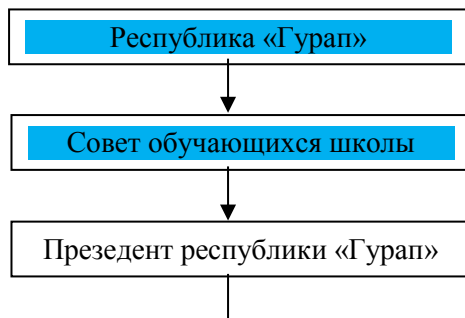 Республика «Гурап»
Совет обучающихся школы
Презедент республики «Гурап»